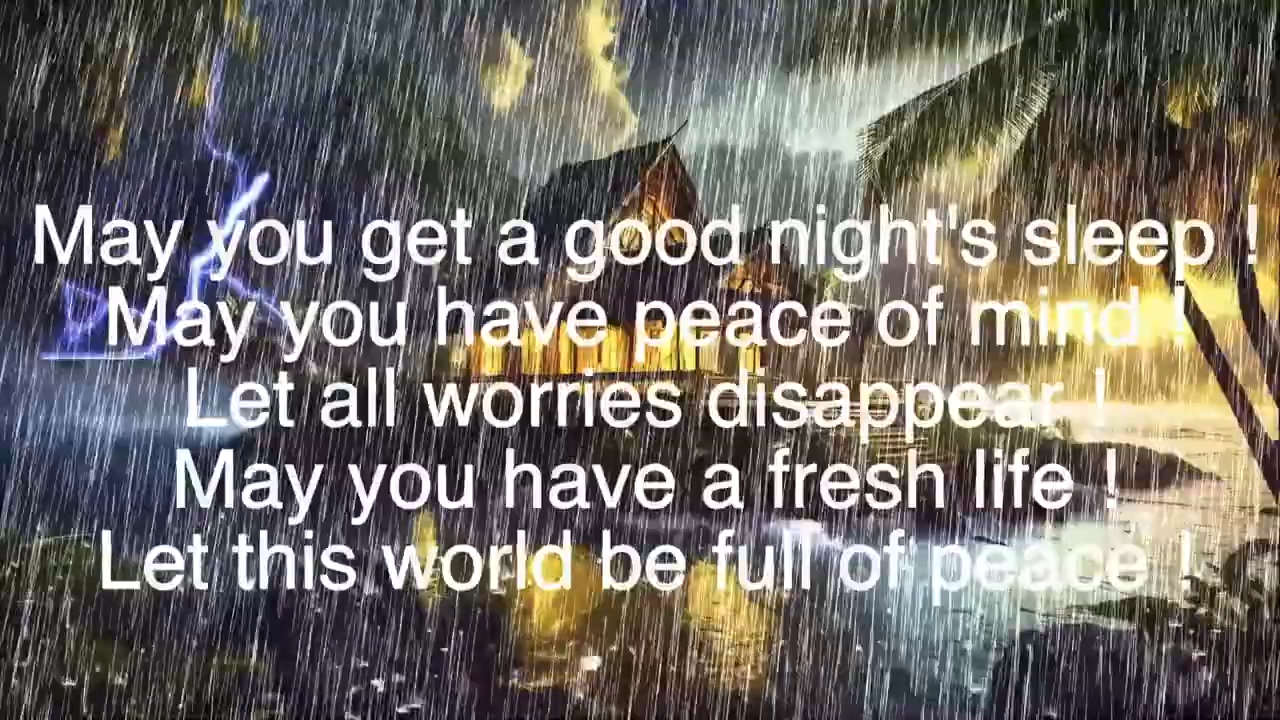 May you get a good night's sleep !
May you have peace of mind !
Let all worries disappear !
May you have a fresh life !
Let this world be full of peace !